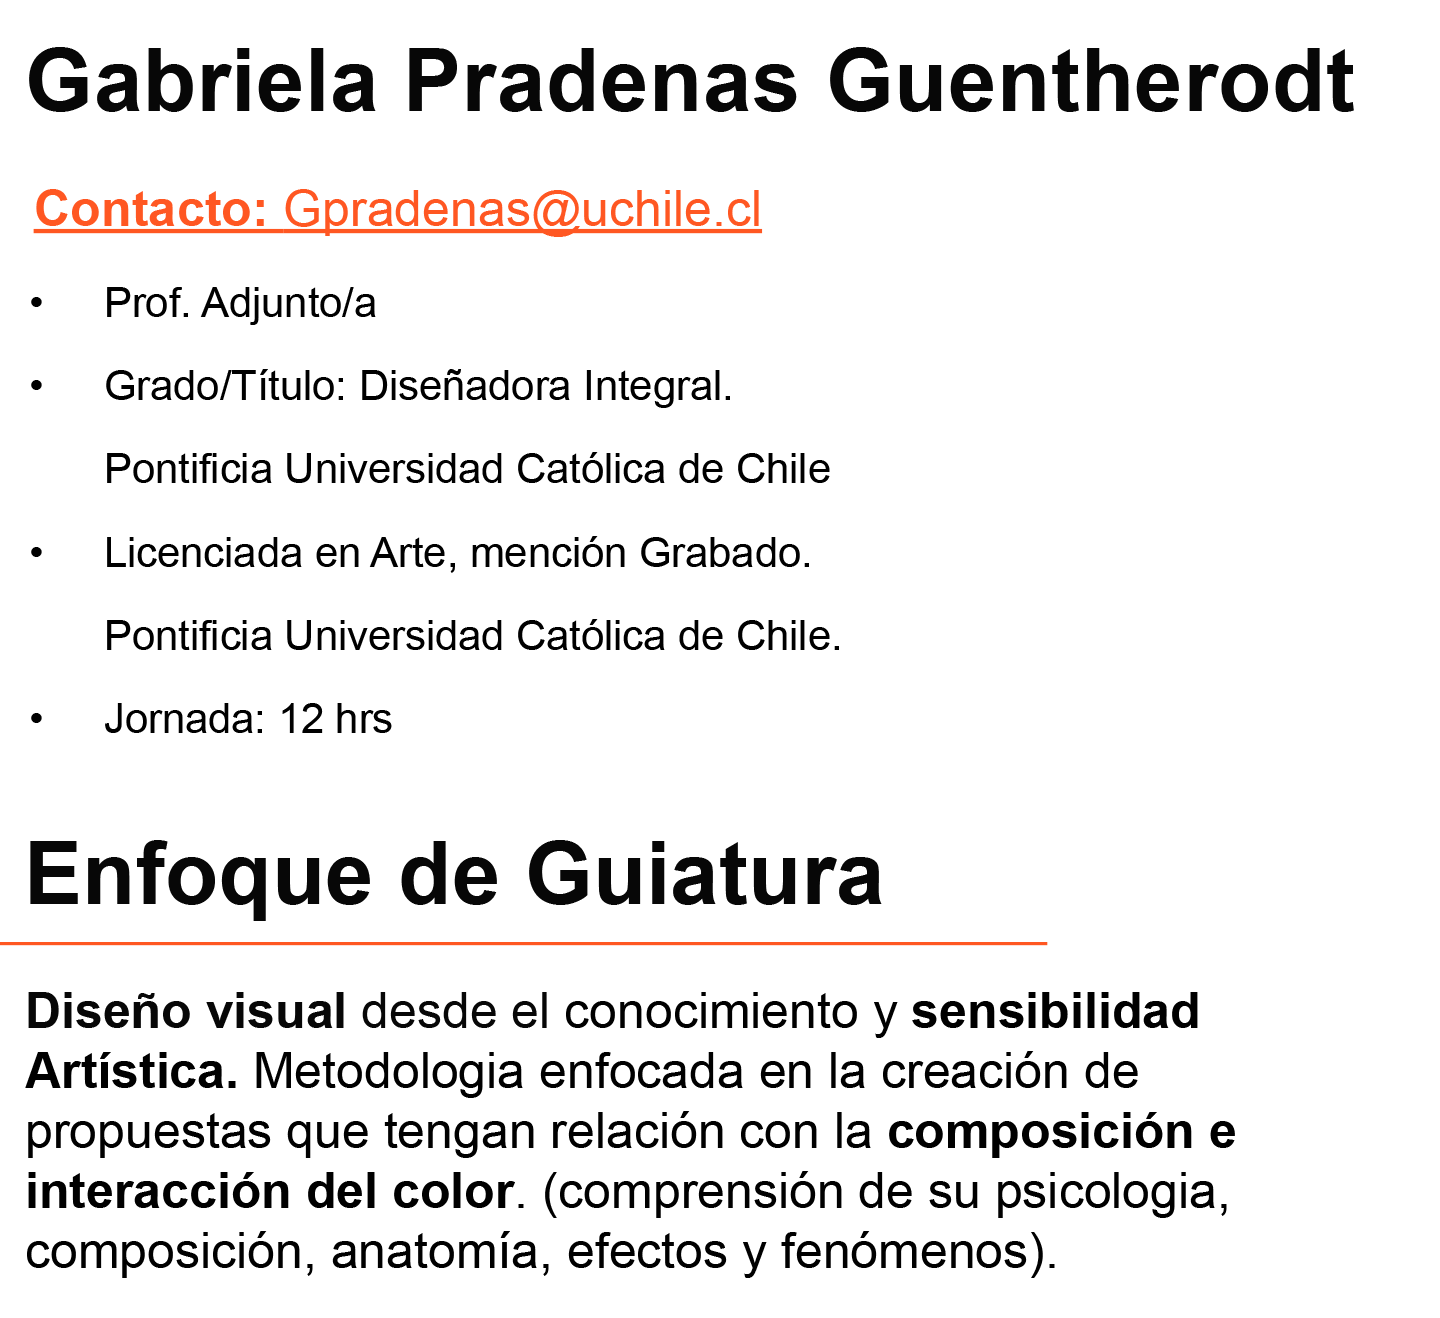 Gabriela Pradenas Guentherodt
Contacto: Gpradenas@uchile.cl
• Prof. Adjunto/a
• Grado/Título: Diseñadora Integral.
Pontificia Universidad Católica de Chile
• Licenciada en Arte, mención Grabado.
Pontificia Universidad Católica de Chile.
• Jornada: 12 hrs
Enfoque de Guiatura
Diseño visual desde el conocimiento y sensibilidad
Artística. Metodologia enfocada en la creación de
propuestas que tengan relación con la composición e
interacción del color. (comprensión de su psicologia,
composición, anatomía, efectos y fenómenos).